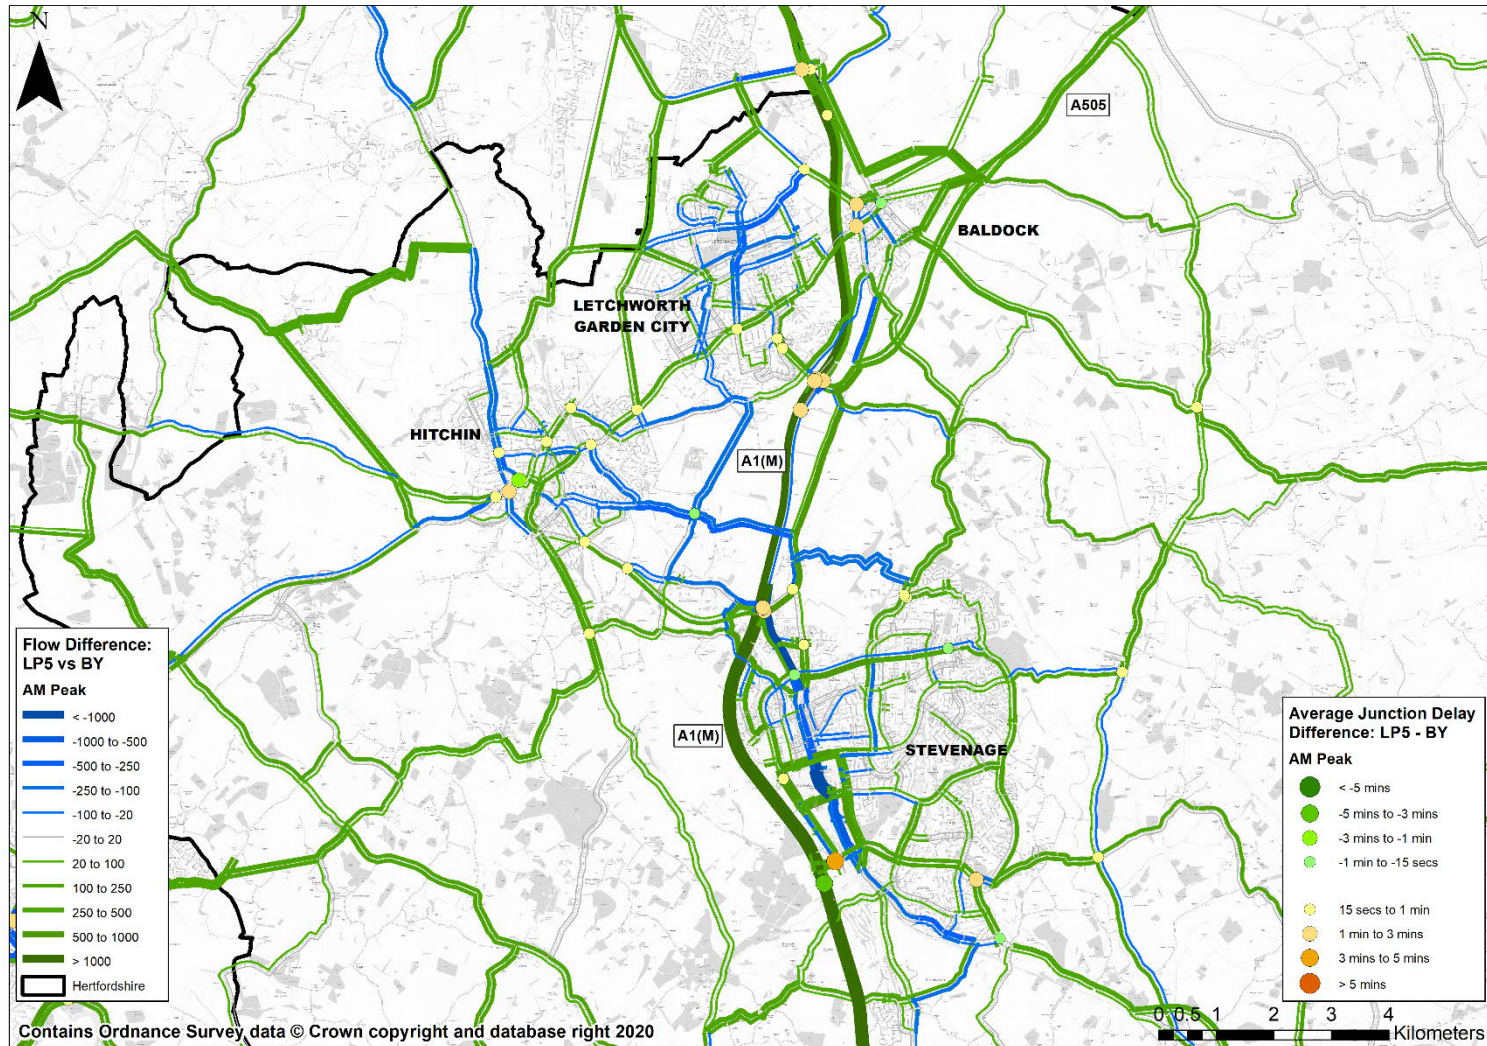 N
A505
BALDOCK
LETCHWORTH
GARDEN CITY
HITCHIN
A1(M)
A1(M)
STEVENAGE
Flow Difference:
LP5 vs BY
AM Peak
< -1000
-1000 to -500
-500 to -250
-250 to -100
-100 to -20
-20 to 20
20 to 100
100 to 250
250 to 500
500 to 1000
> 1000
Hertfordshire
Average Junction Delay
Difference: LP5 - BY
AM Peak
< -5 mins
-5 mins to -3 mins
-3 mins to -1 min
-1 min to -15 secs
15 secs to 1 min
1 min to 3 mins
3 mins to 5 mins
> 5 mins
0 0.5 1 2 3 4
Kilometers
Contains Ordnance Survey data © Crown copyright and database right 2020